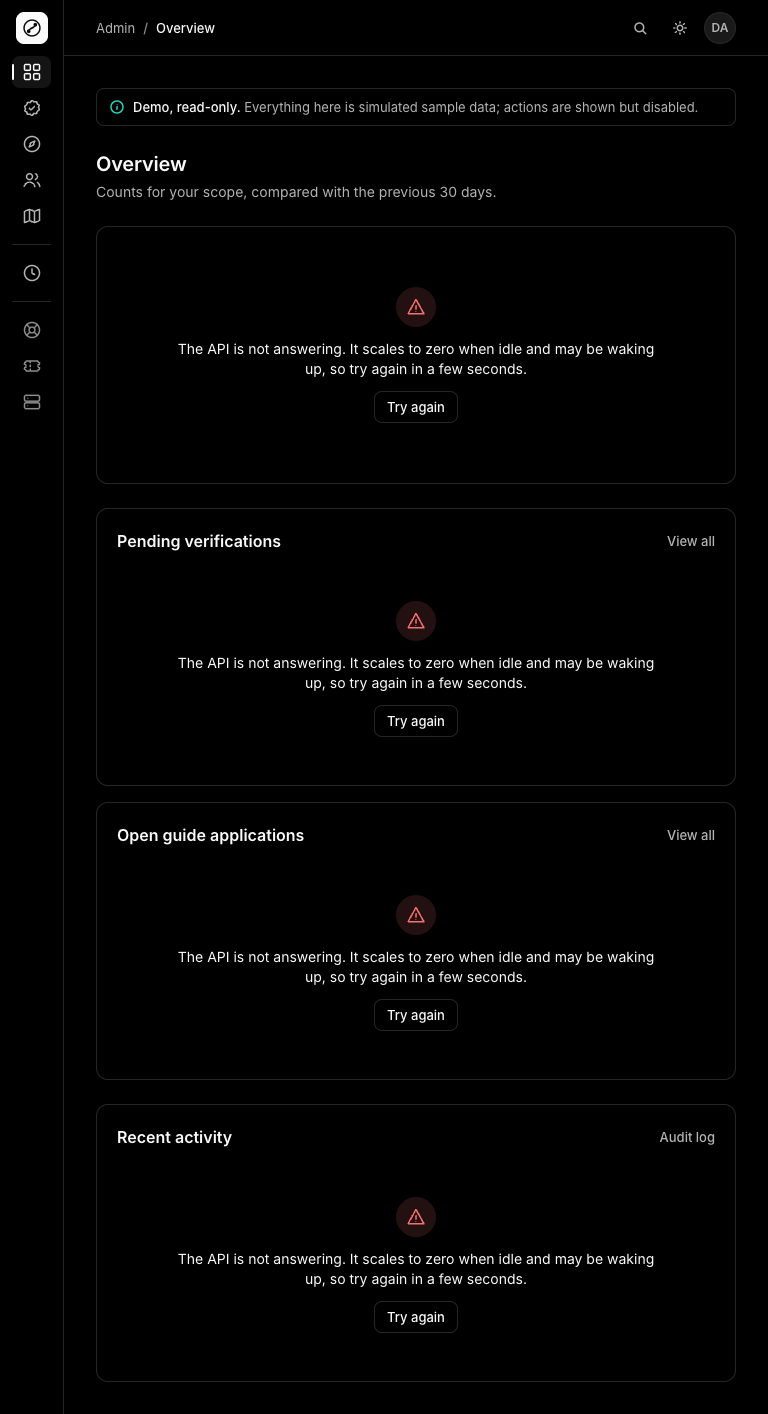 Admin / Overview
DA
Demo, read-only. Everything here is simulated sample data; actions are shown but disabled.
Overview
Counts for your scope, compared with the previous 30 days.
The API is not answering. It scales to zero when idle and may be waking
up, so try again in a few seconds.
Try again
Pending verifications
View all
The API is not answering. It scales to zero when idle and may be waking
up, so try again in a few seconds.
Try again
Open guide applications
View all
The API is not answering. It scales to zero when idle and may be waking
up, so try again in a few seconds.
Try again
Recent activity
Audit log
The API is not answering. It scales to zero when idle and may be waking
up, so try again in a few seconds.
Try again